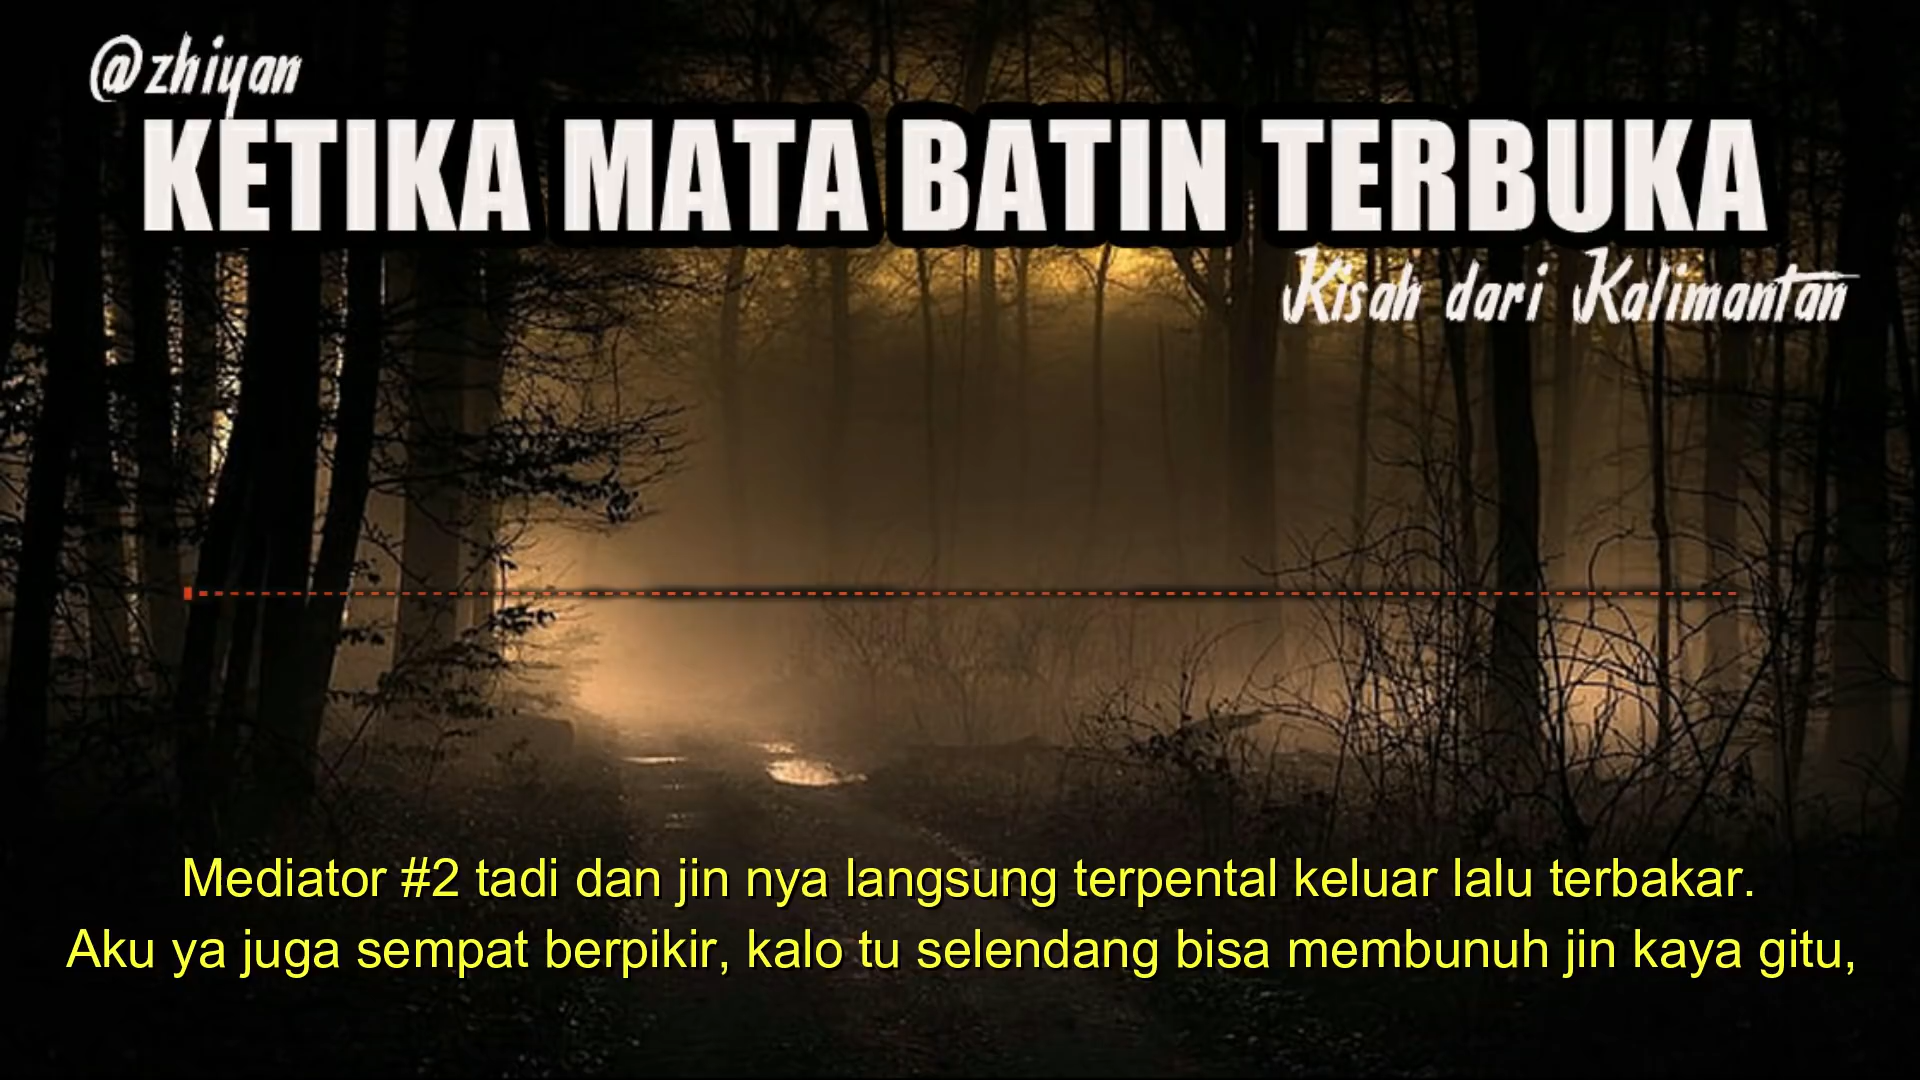 @zhiyan
KETIKA MATA BATIN TERBUKA
Kisah dari Kalimantan
Mediator #2 tadi dan jin nya langsung terpental keluar lalu terbakar.
Aku ya juga sempat berpikir, kalo tu selendang bisa membunuh jin kaya gitu,